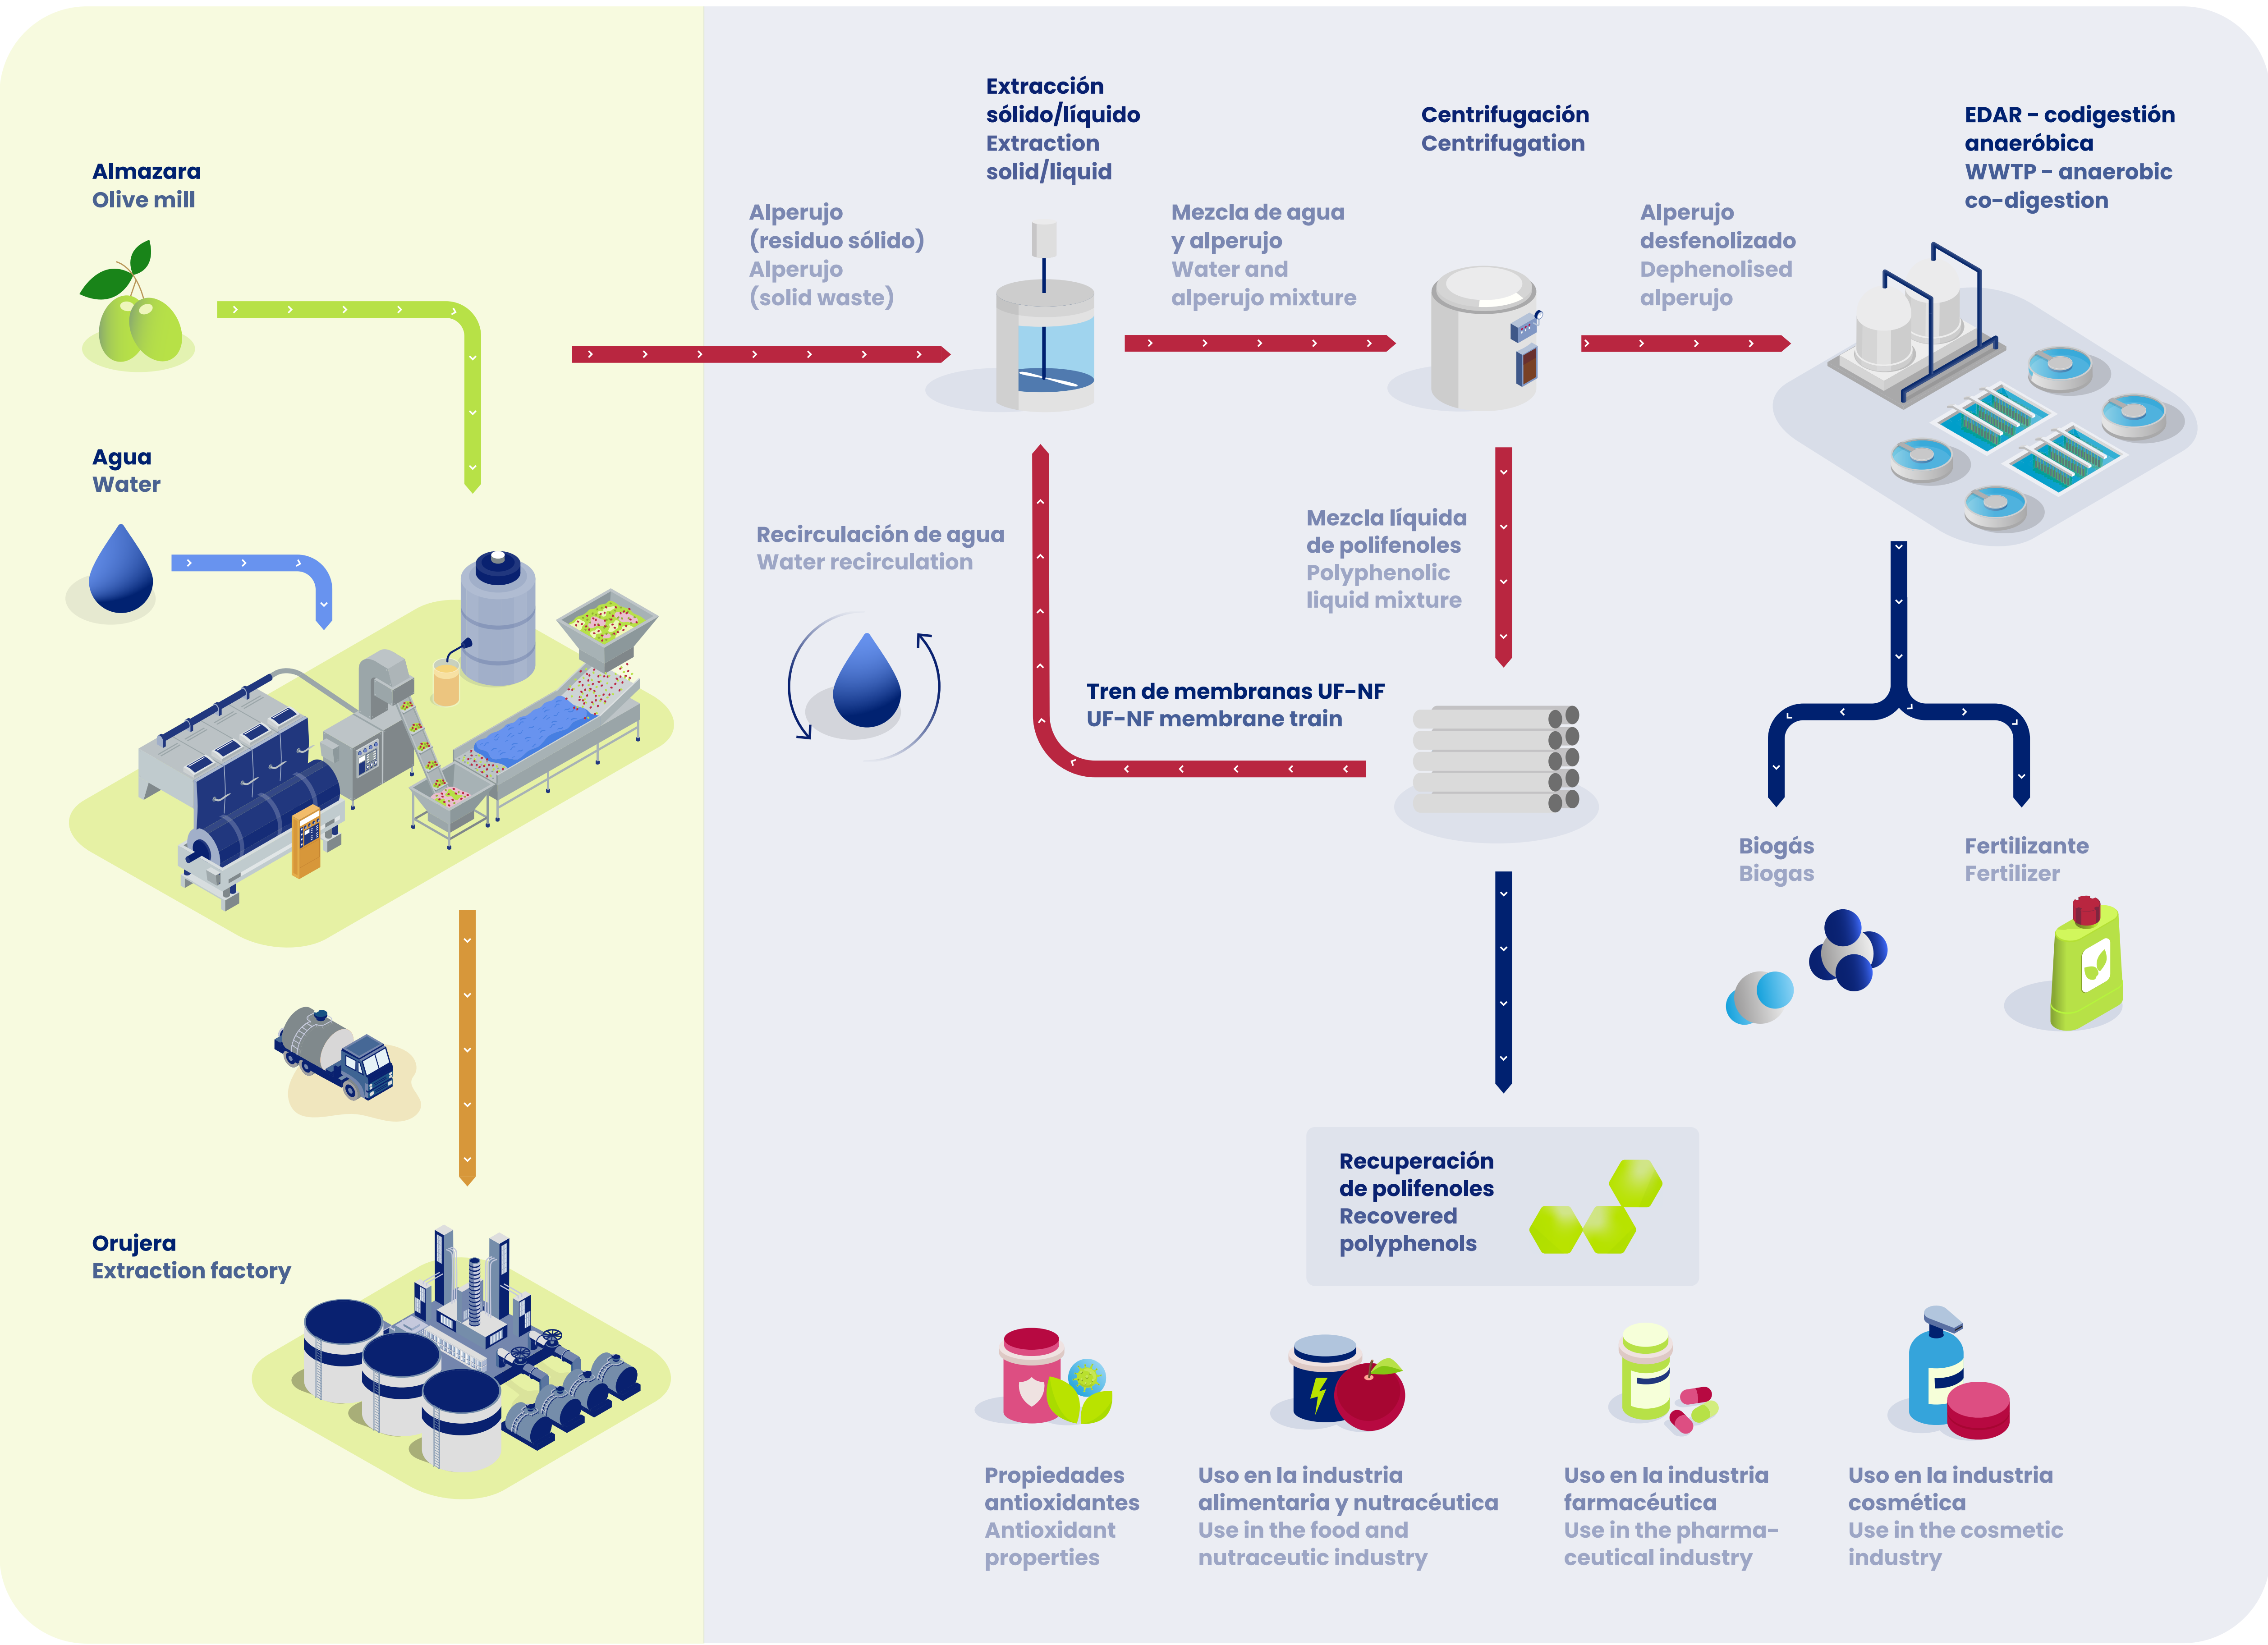 Almazara
Olive mill
Agua
Water
Orujera
Extraction factory
Alperujo
(residuo sólido)
Alperujo
(solid waste)
Extracción
sólido/líquido
Extraction
solid/liquid
Mezcla de agua
y alperujo
Water and
alperujo mixture
Centrifugación
Centrifugation
Alperujo
desfenolizado
Dephenolised
alperujo
EDAR - codigestión
anaeróbica
WWTP - anaerobic
co-digestion
Recirculación de agua
Water recirculation
Mezcla líquida
de polifenoles
Polyphenolic
liquid mixture
Tren de membranas UF-NF
UF-NF membrane train
Biogás
Biogas
Fertilizante
Fertilizer
Recuperación
de polifenoles
Recovered
polyphenols
Propiedades
antioxidantes
Antioxidant
properties
Uso en la industria
alimentaria y nutracéutica
Use in the food and
nutraceutic industry
Uso en la industria
farmacéutica
Use in the pharma-
ceutical industry
Uso en la industria
cosmética
Use in the cosmetic
industry